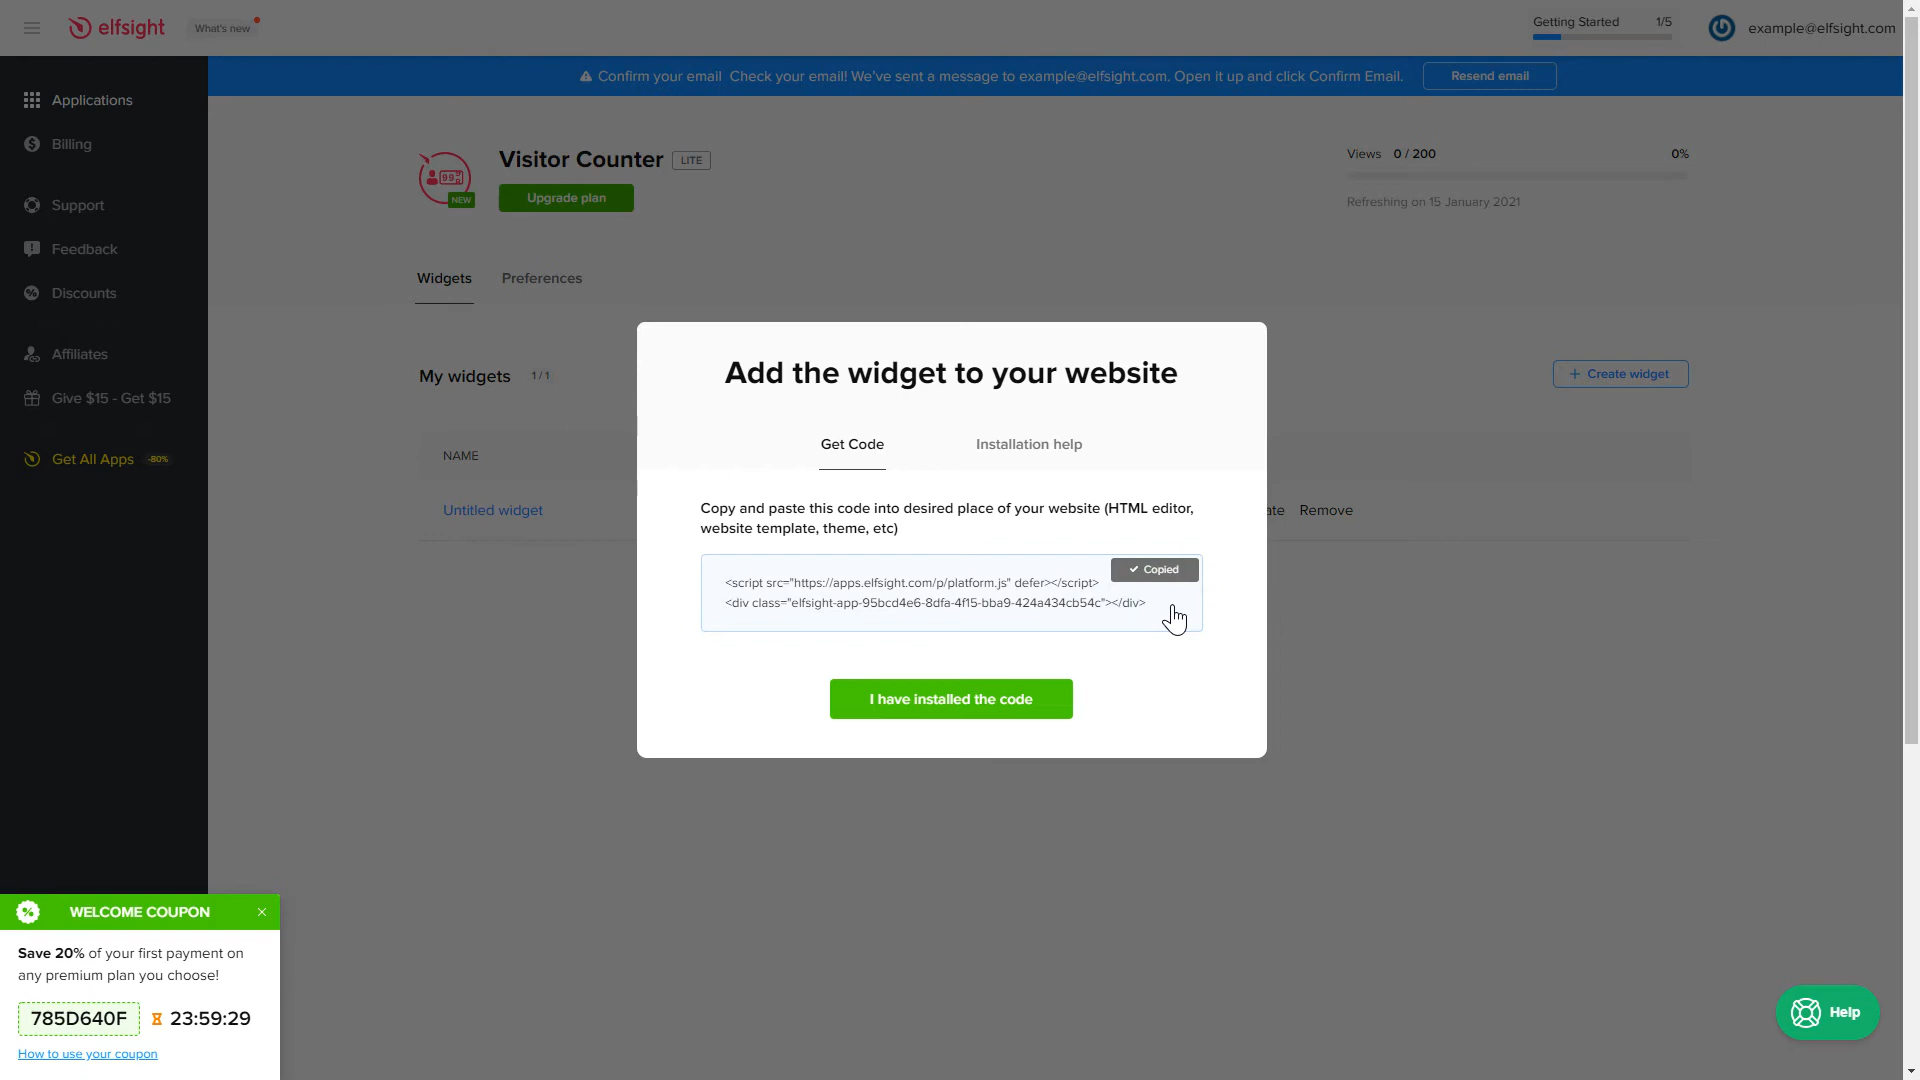 elfsight
What's new
Getting Started 1/5
example@elfsight.com
Confirm your email Check your email! We've sent a message to example@elfsight.com. Open it up and click Confirm Email.
Resend email
Applications
Billing
Support
Feedback
Discounts
Affiliates
Give $15 - Get $15
Get All Apps -80%
Visitor Counter LITE
NEW
Upgrade plan
Views 0 / 200 0%
Refreshing on 15 January 2021
Widgets Preferences
My widgets 1 / 1
+ Create widget
NAME
Untitled widget
ate Remove
Add the widget to your website
Get Code Installation help
Copy and paste this code into desired place of your website (HTML editor,
website template, theme, etc)
Copied
<script src="https://apps.elfsight.com/p/platform.js" defer></script>
<div class="elfsight-app-95bcd4e6-8dfa-4f15-bba9-424a434cb54c"></div>
I have installed the code
WELCOME COUPON
Save 20% of your first payment on
any premium plan you choose!
785D640F 23:59:29
How to use your coupon
Help